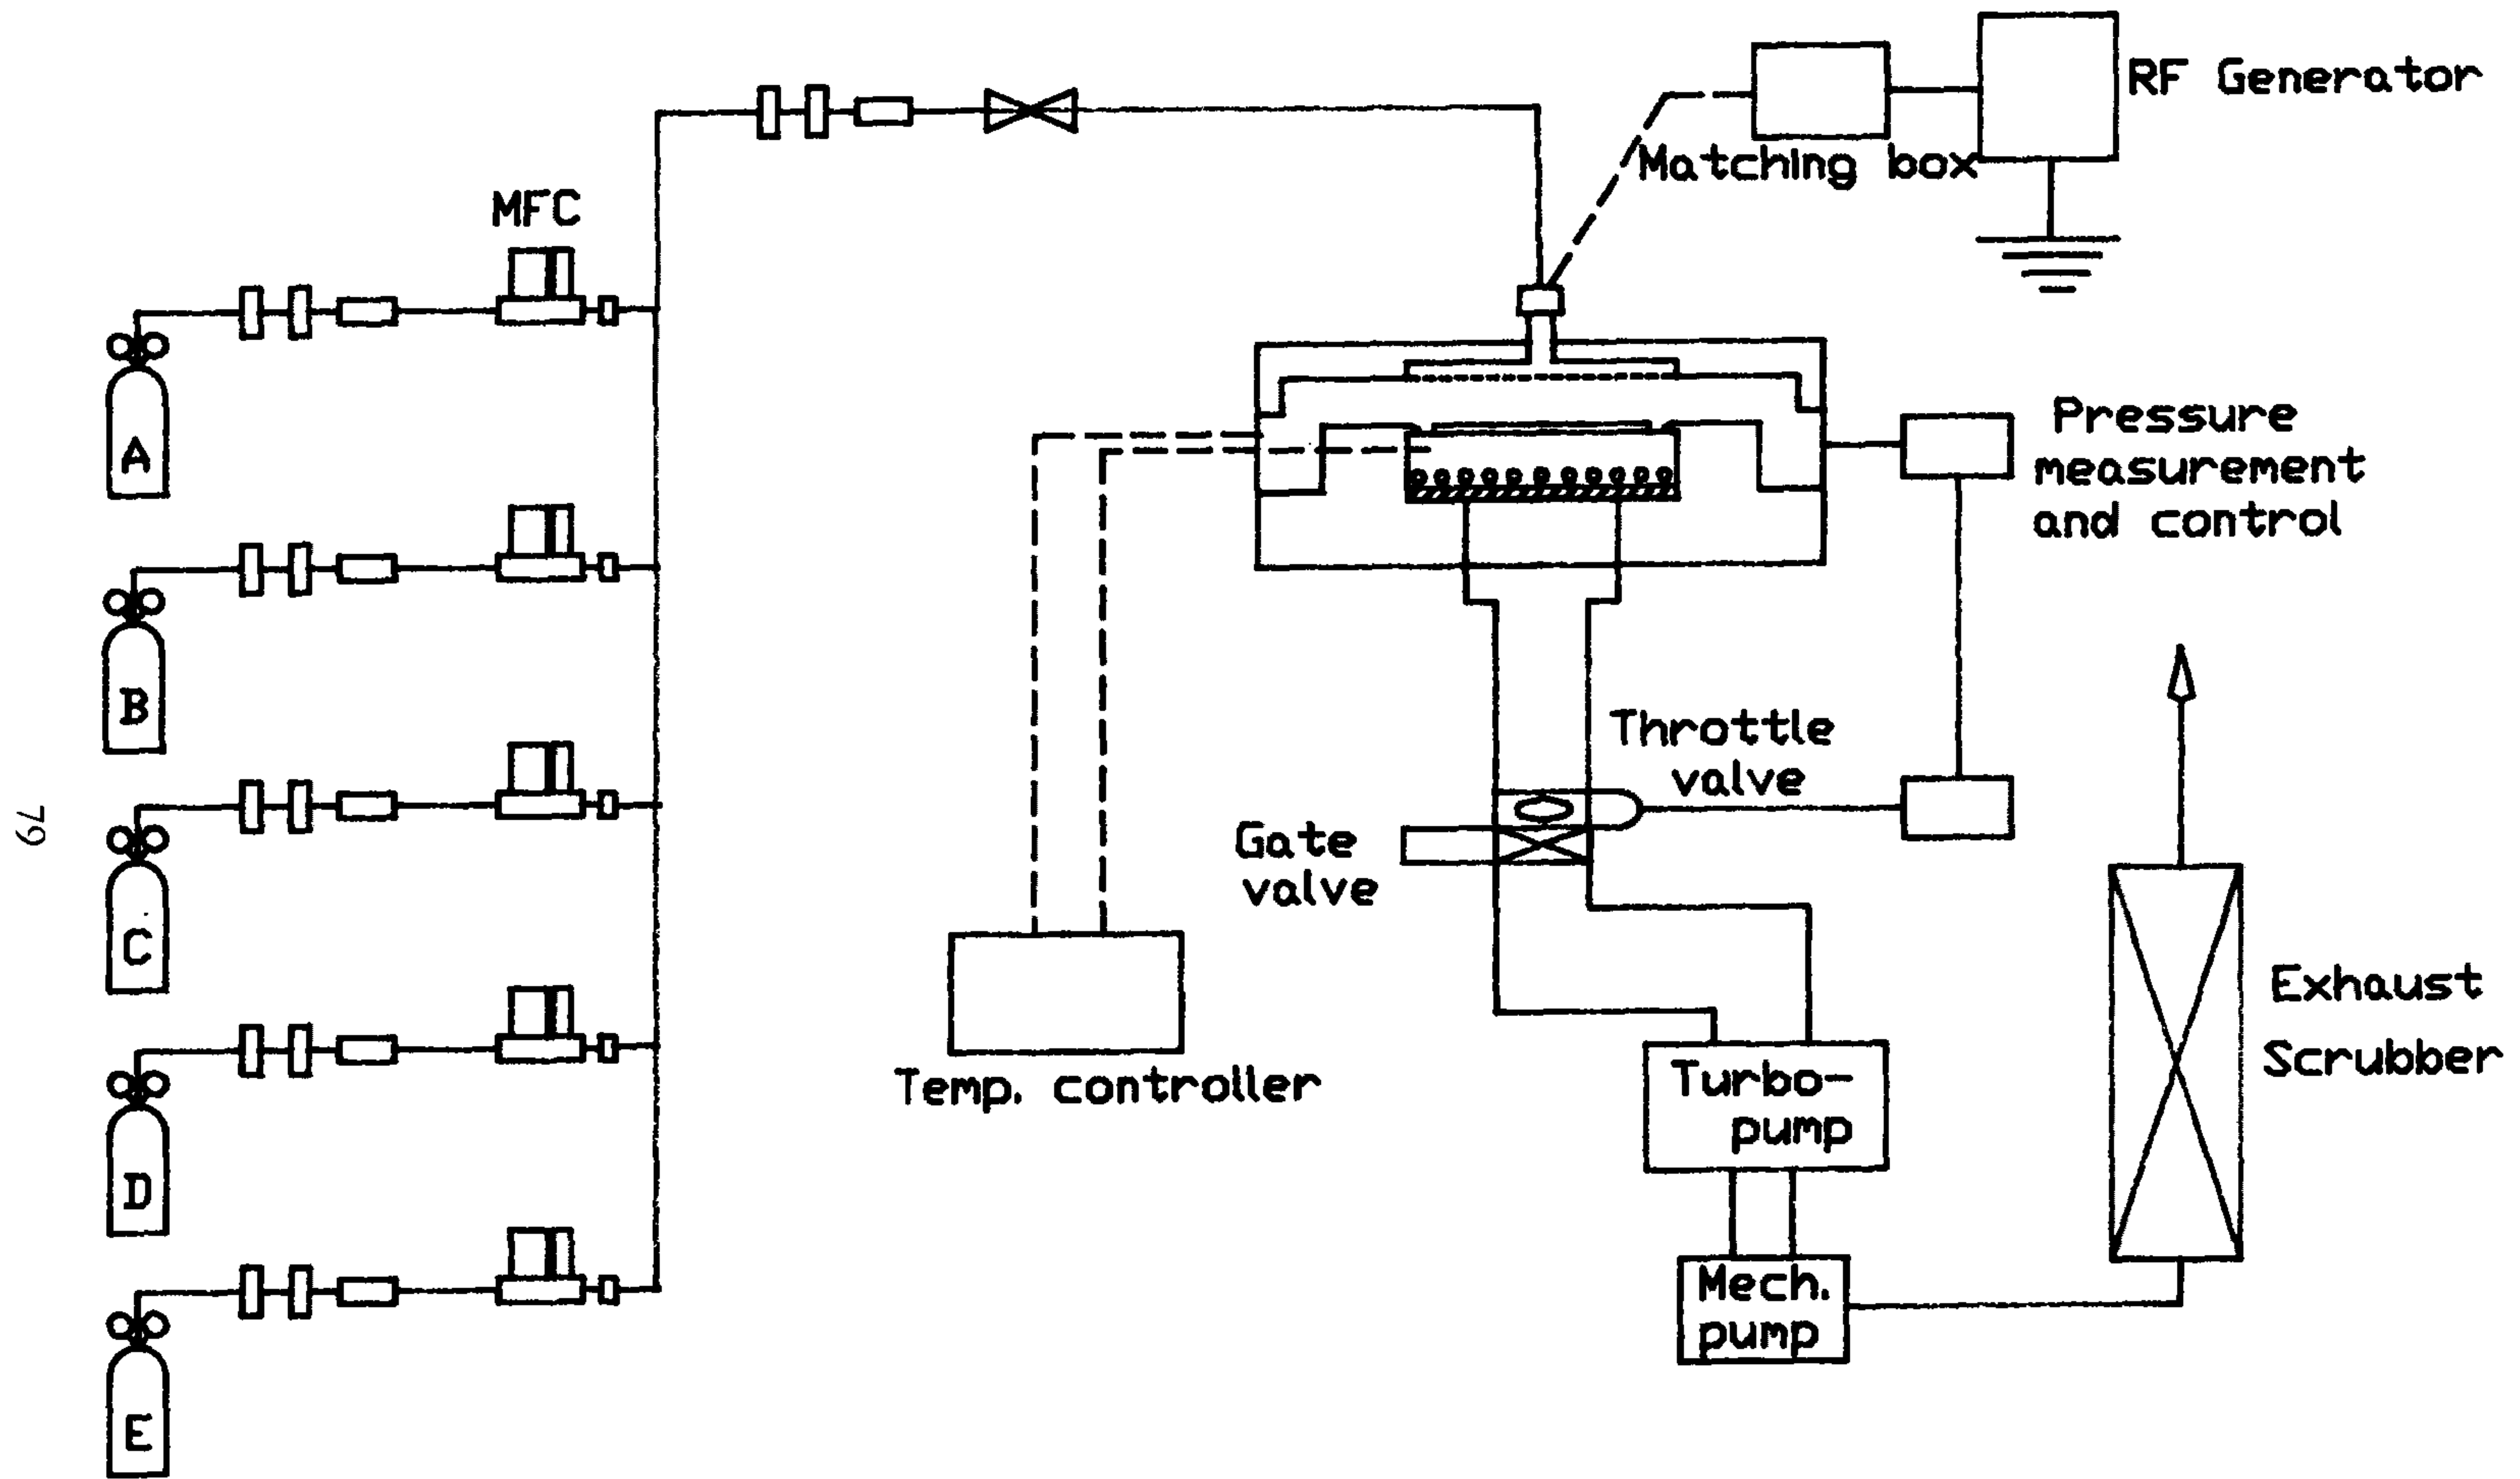 RF Generator
Matching box
MFC
A
Pressure
measurement
and control
B
Throttle
valve
Gate
valve
79
C
Exhaust
Scrubber
Temp. controller
Turbo-
pump
D
Mech.
pump
E